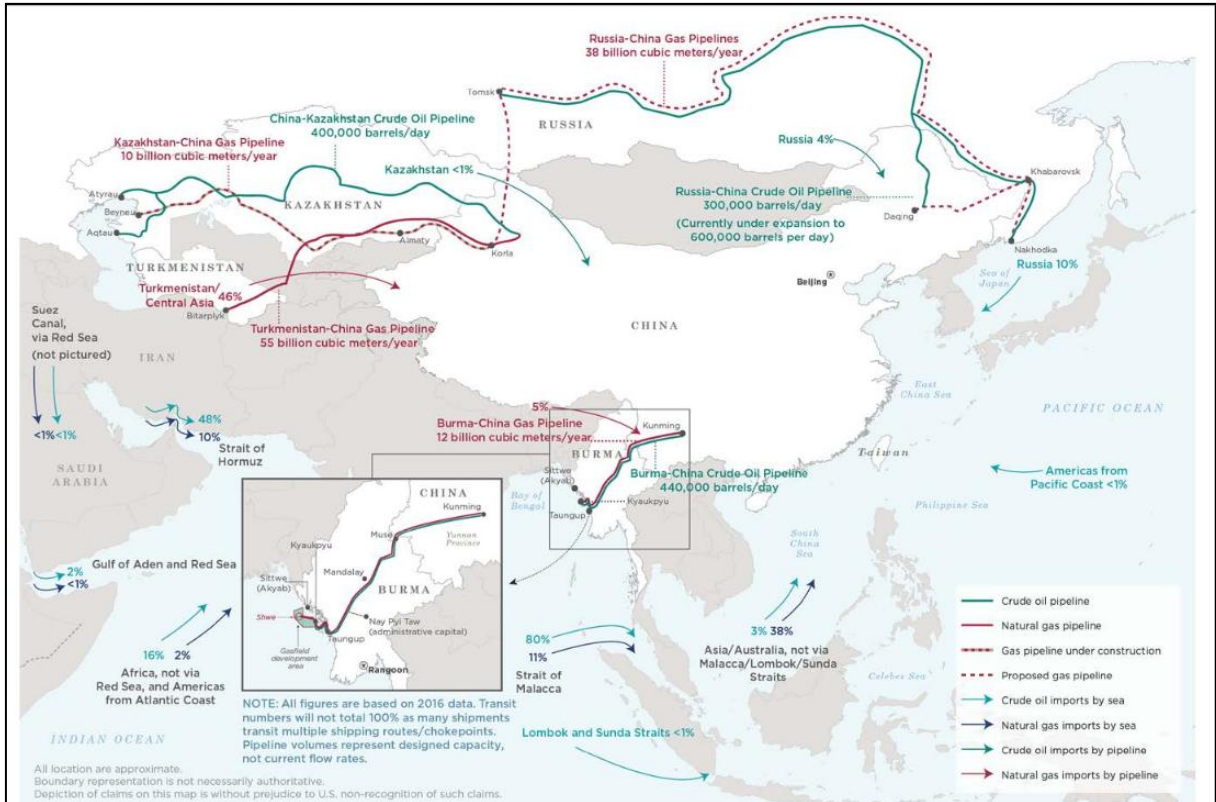 Russia-China Gas Pipelines
38 billion cubic meters/year
Tomsk
RUSSIA
China-Kazakhstan Crude Oil Pipeline
400,000 barrels/day
Kazakhstan-China Gas Pipeline
10 billion cubic meters/year
Kazakhstan <1%
Russia 4%
Atyrau
Beyneu
Aqtau
KAZAKHSTAN
Almaty
Korla
Russia-China Crude Oil Pipeline
300,000 barrels/day
(Currently under expansion to
600,000 barrels per day)
Daqing
Khabarovsk
Nakhodka
Russia 10%
Sea of
Japan
Beijing
TURKMENISTAN
Turkmenistan/
Central Asia
46%
Bitarplyk
Turkmenistan-China Gas Pipeline
55 billion cubic meters/year
CHINA
Suez
Canal,
via Red Sea
(not pictured)
IRAN
<1%
<1%
48%
10%
Strait of
Hormuz
SAUDI
ARABIA
East
China Sea
PACIFIC OCEAN
5%
Burma-China Gas Pipeline
12 billion cubic meters/year
Kunming
BURMA
Sittwe
(Akyab)
Burma-China Crude Oil Pipeline
440,000 barrels/day
Kyaukpyu
Taungup
Bay of
Bengal
Taiwan
Americas from
Pacific Coast <1%
Philippine Sea
South
China
Sea
CHINA
Kunming
Muse
Yunnan
Province
Kyaukpyu
Mandalay
Sittwe
(Akyab)
BURMA
Shwe
Nay Pyi Taw
(administrative capital)
Taungup
Gasfield
development
area
Rangoon
2%
<1%
Gulf of Aden and Red Sea
16%
2%
Africa, not via
Red Sea, and Americas
from Atlantic Coast
80%
11%
Strait of
Malacca
3%
38%
Asia/Australia, not via
Malacca/Lombok/Sunda
Straits
Celebes Sea
Lombok and Sunda Straits <1%
INDIAN OCEAN
NOTE: All figures are based on 2016 data. Transit
numbers will not total 100% as many shipments
transit multiple shipping routes/chokepoints.
Pipeline volumes represent designed capacity,
not current flow rates.
Crude oil pipeline
Natural gas pipeline
Gas pipeline under construction
Proposed gas pipeline
Crude oil imports by sea
Natural gas imports by sea
Crude oil imports by pipeline
Natural gas imports by pipeline
All location are approximate.
Boundary representation is not necessarily authoritative.
Depiction of claims on this map is without prejudice to U.S. non-recognition of such claims.